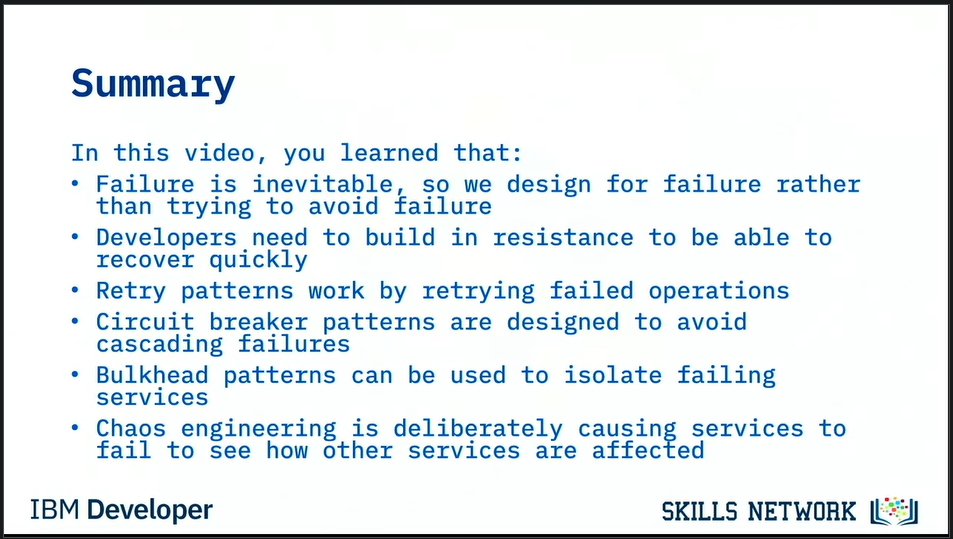 Summary
In this video, you learned that:
• Failure is inevitable, so we design for failure rather
than trying to avoid failure
• Developers need to build in resistance to be able to
recover quickly
• Retry patterns work by retrying failed operations
• Circuit breaker patterns are designed to avoid
cascading failures
• Bulkhead patterns can be used to isolate failing
services
• Chaos engineering is deliberately causing services to
fail to see how other services are affected
IBM Developer
SKILLS NETWORK